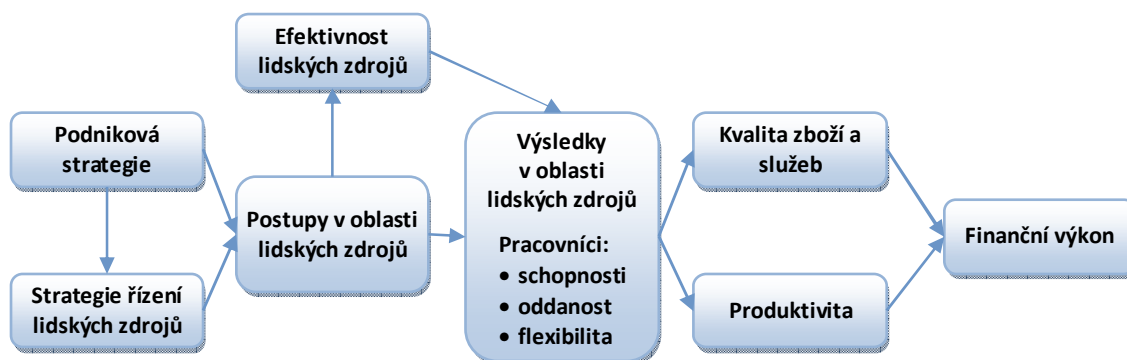 Efektivnost
lidských zdrojů
Podniková
strategie
Postupy v oblasti
lidských zdrojů
Strategie řízení
lidských zdrojů
Výsledky
v oblasti
lidských zdrojů
Pracovníci:
• schopnosti
• oddanost
• flexibilita
Kvalita zboží a
služeb
Produktivita
Finanční výkon